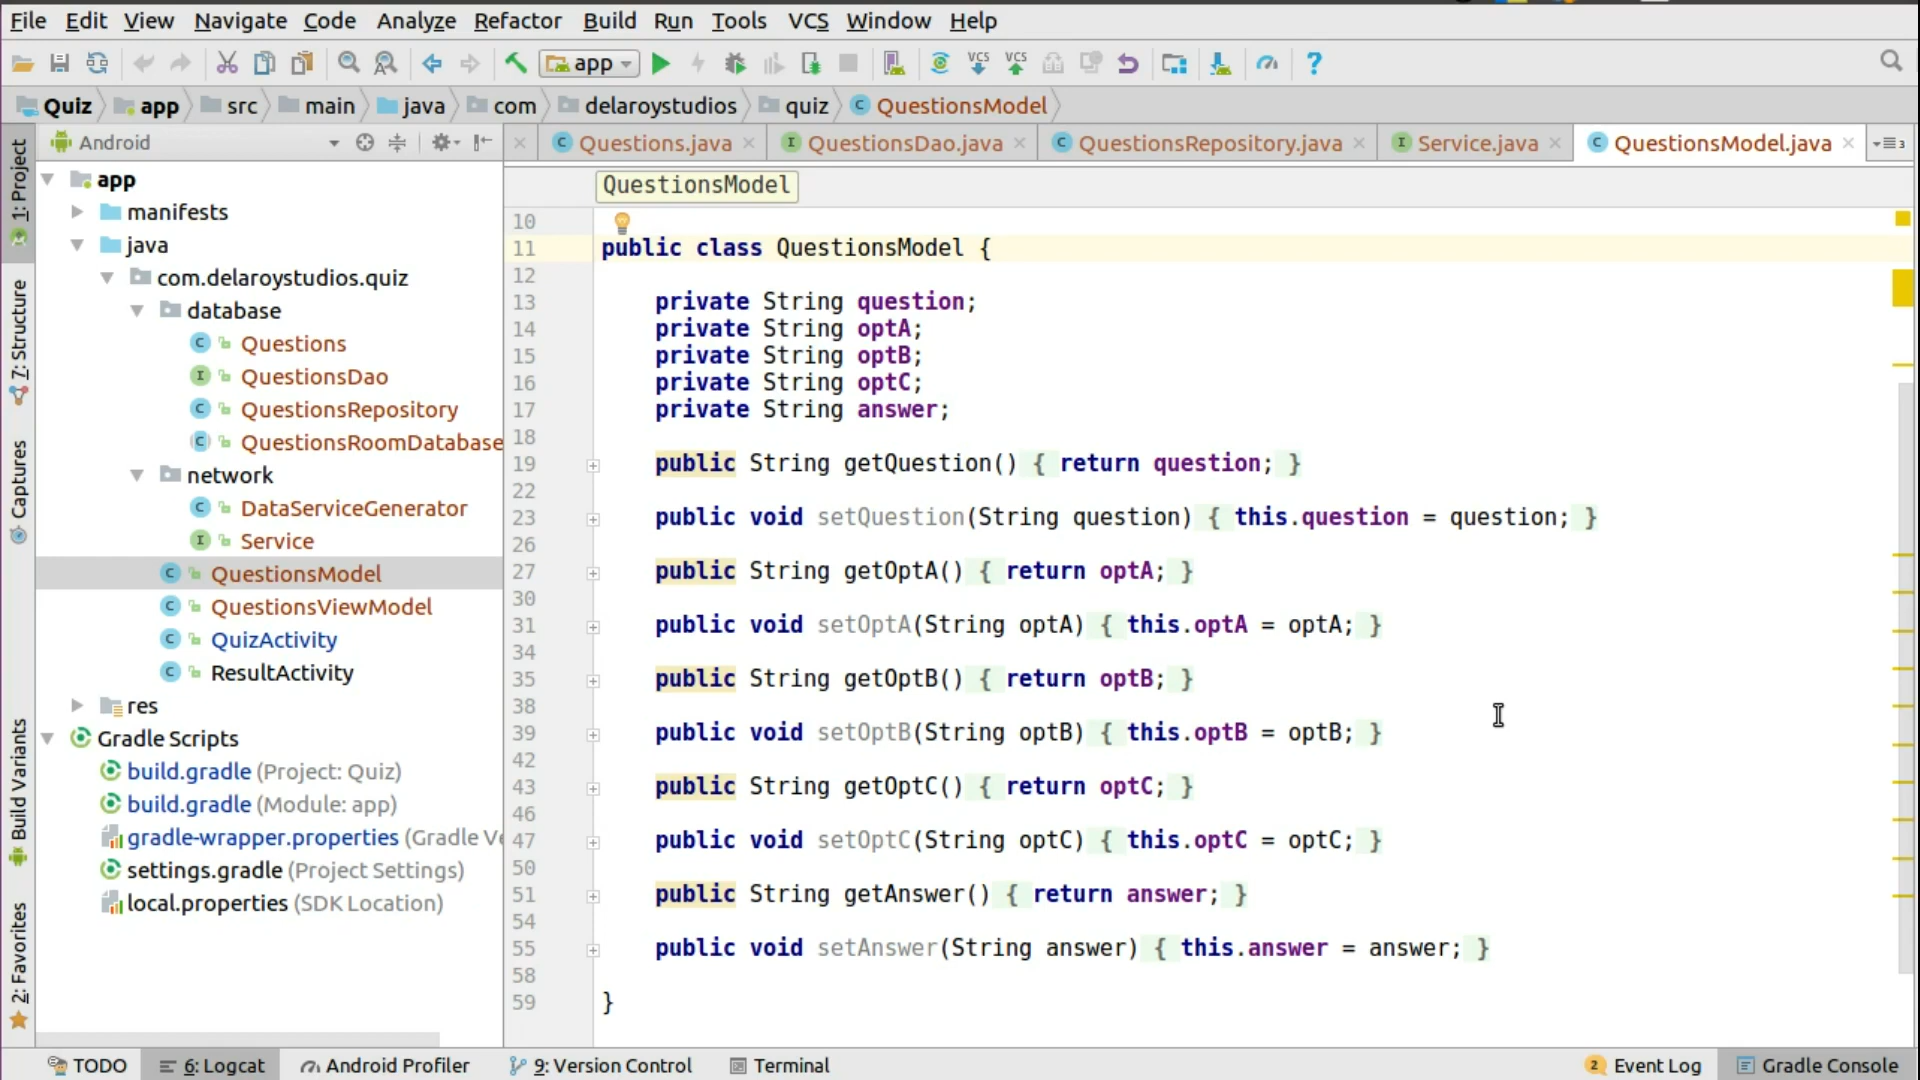 File Edit View Navigate Code Analyze Refactor Build Run Tools VCS Window Help
app VCS VCS ?
Quiz app src main java com delaroystudios quiz C QuestionsModel
Android C Questions.java I QuestionsDao.java C QuestionsRepository.java I Service.java C QuestionsModel.java 3
1: Project
7: Structure
Captures
Build Variants
2: Favorites
app
manifests
java
com.delaroystudios.quiz
database
C Questions
I QuestionsDao
C QuestionsRepository
C QuestionsRoomDatabase
network
C DataServiceGenerator
I Service
C QuestionsModel
C QuestionsViewModel
C QuizActivity
C ResultActivity
res
Gradle Scripts
build.gradle (Project: Quiz)
build.gradle (Module: app)
gradle-wrapper.properties (Gradle Ve
settings.gradle (Project Settings)
local.properties (SDK Location)
QuestionsModel
10
11 public class QuestionsModel {
12
13 private String question;
14 private String optA;
15 private String optB;
16 private String optC;
17 private String answer;
18
19 public String getQuestion() { return question; }
22
23 public void setQuestion(String question) { this.question = question; }
26
27 public String getOptA() { return optA; }
30
31 public void setOptA(String optA) { this.optA = optA; }
34
35 public String getOptB() { return optB; }
38
39 public void setOptB(String optB) { this.optB = optB; }
42
43 public String getOptC() { return optC; }
46
47 public void setOptC(String optC) { this.optC = optC; }
50
51 public String getAnswer() { return answer; }
54
55 public void setAnswer(String answer) { this.answer = answer; }
58
59 }
TODO 6: Logcat Android Profiler 9: Version Control Terminal 2 Event Log Gradle Console